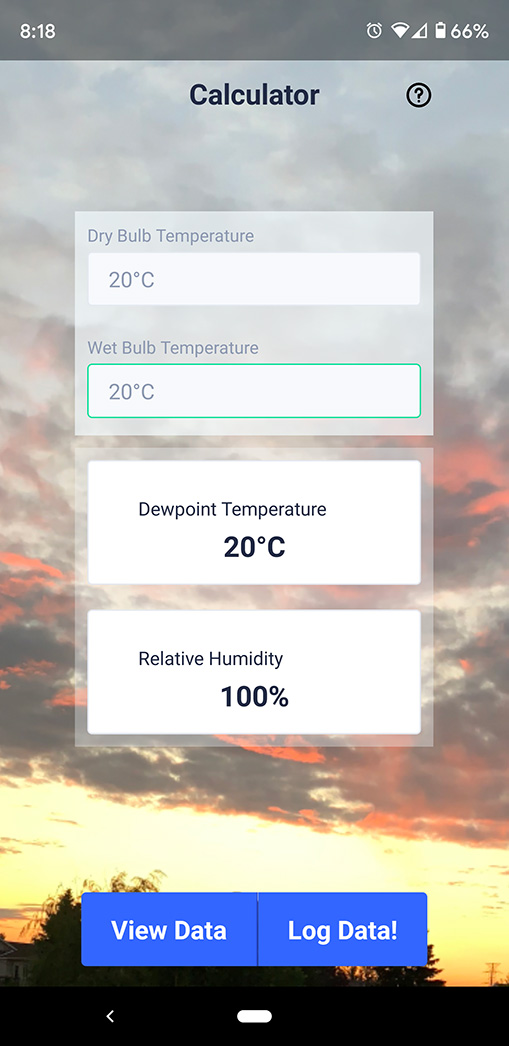 8:18
66%
Calculator
Dry Bulb Temperature
20°C
Wet Bulb Temperature
20°C
Dewpoint Temperature
20°C
Relative Humidity
100%
View Data
Log Data!